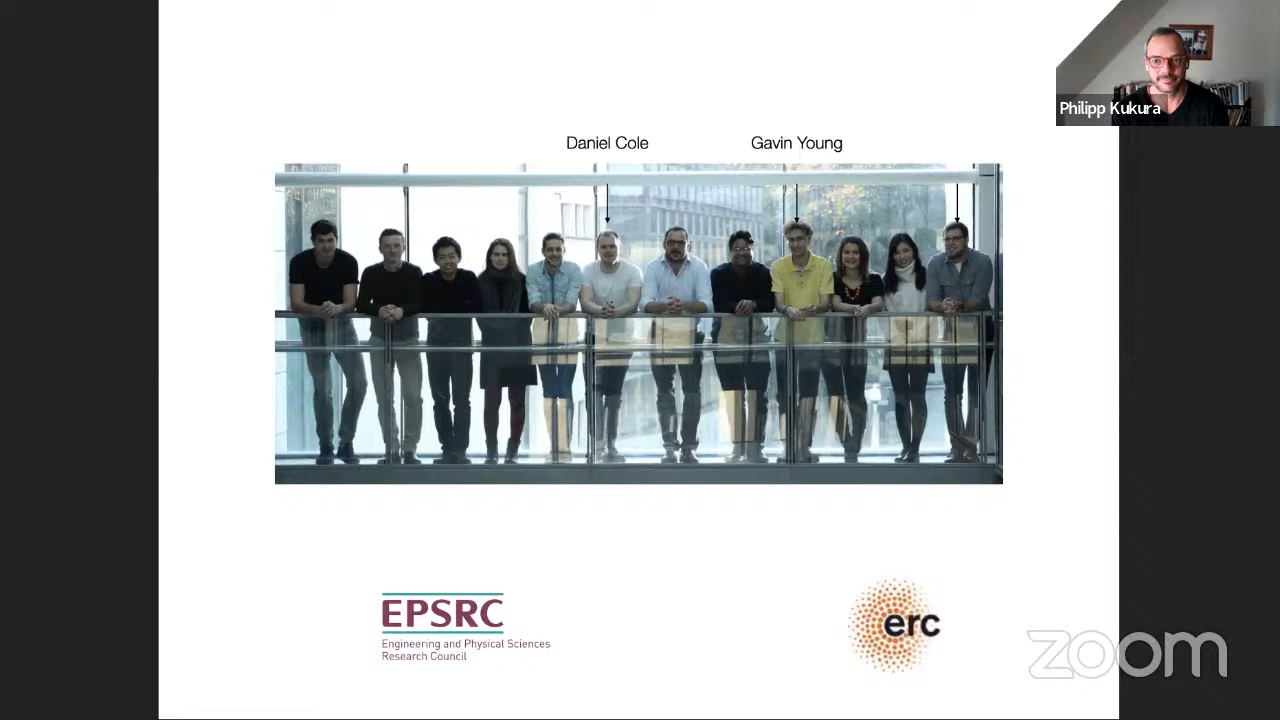 Philipp Kukura
Daniel Cole
Gavin Young
EPSRC
Engineering and Physical Sciences
Research Council
erc
zoom